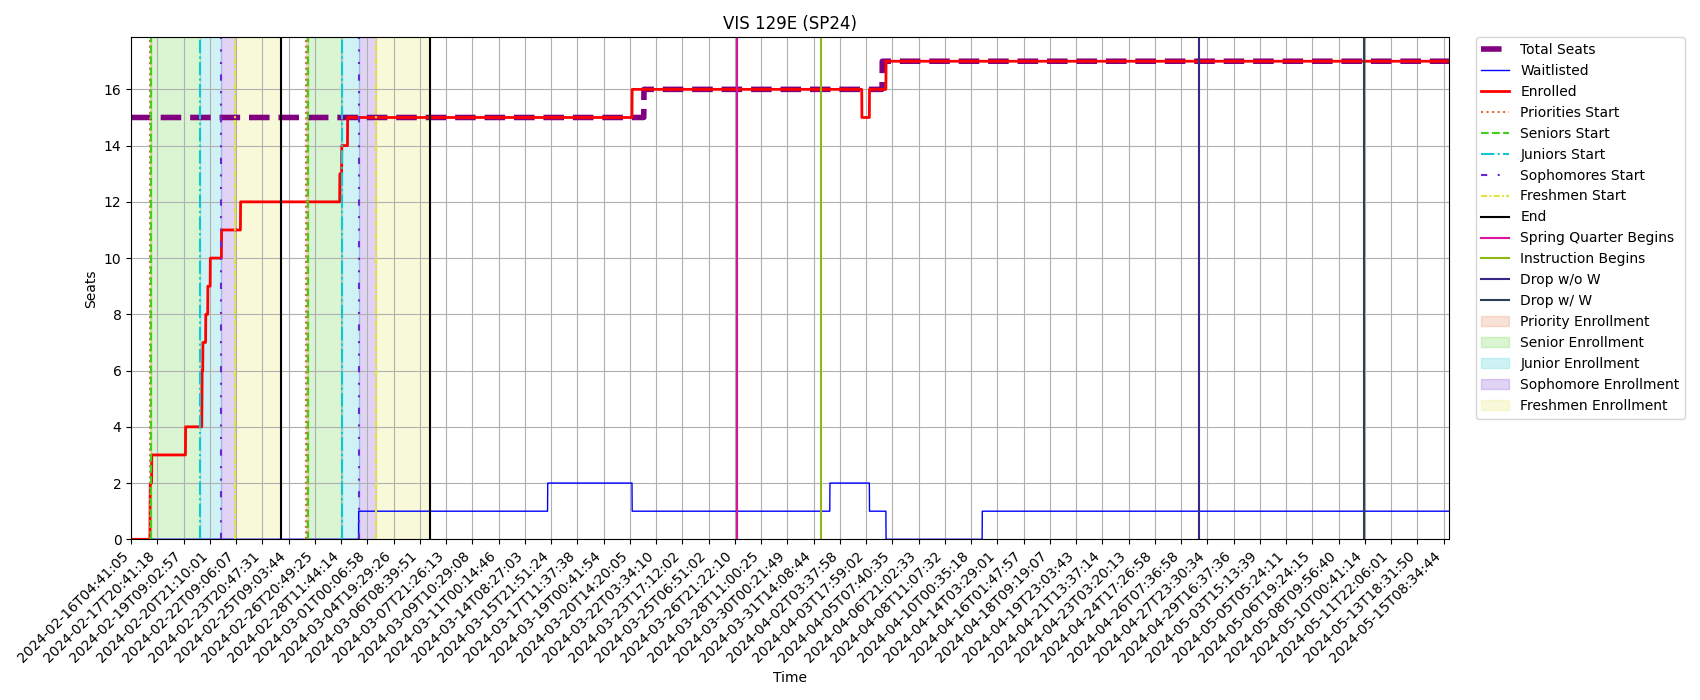 VIS 129E (SP24)
Seats
16
14
12
10
8
6
4
2
0
2024-02-16T04:41:05
2024-02-17T20:41:18
2024-02-19T09:02:57
2024-02-20T21:10:01
2024-02-22T09:06:07
2024-02-23T20:47:31
2024-02-25T09:03:44
2024-02-26T20:49:25
2024-02-28T11:44:14
2024-03-01T00:06:58
2024-03-04T19:29:26
2024-03-06T08:39:51
2024-03-07T21:26:13
2024-03-09T10:29:08
2024-03-11T00:14:46
2024-03-14T08:27:03
2024-03-15T21:51:24
2024-03-17T11:37:38
2024-03-19T00:41:54
2024-03-20T14:20:05
2024-03-22T03:34:10
2024-03-23T17:12:02
2024-03-25T06:51:02
2024-03-26T21:22:10
2024-03-28T11:00:25
2024-03-30T00:21:49
2024-03-31T14:08:44
2024-04-02T03:37:58
2024-04-03T17:59:02
2024-04-05T07:40:35
2024-04-06T21:02:33
2024-04-08T11:07:32
2024-04-10T00:35:18
2024-04-14T03:29:01
2024-04-16T01:47:57
2024-04-18T09:19:07
2024-04-19T23:03:43
2024-04-21T13:37:14
2024-04-23T03:20:13
2024-04-24T17:26:58
2024-04-26T07:36:58
2024-04-27T23:30:34
2024-04-29T16:37:36
2024-05-03T15:13:39
2024-05-05T05:24:11
2024-05-06T19:24:15
2024-05-08T09:56:40
2024-05-10T00:41:14
2024-05-11T22:06:01
2024-05-13T18:31:50
2024-05-15T08:34:44
Time
Total Seats
Waitlisted
Enrolled
Priorities Start
Seniors Start
Juniors Start
Sophomores Start
Freshmen Start
End
Spring Quarter Begins
Instruction Begins
Drop w/o W
Drop w/ W
Priority Enrollment
Senior Enrollment
Junior Enrollment
Sophomore Enrollment
Freshmen Enrollment